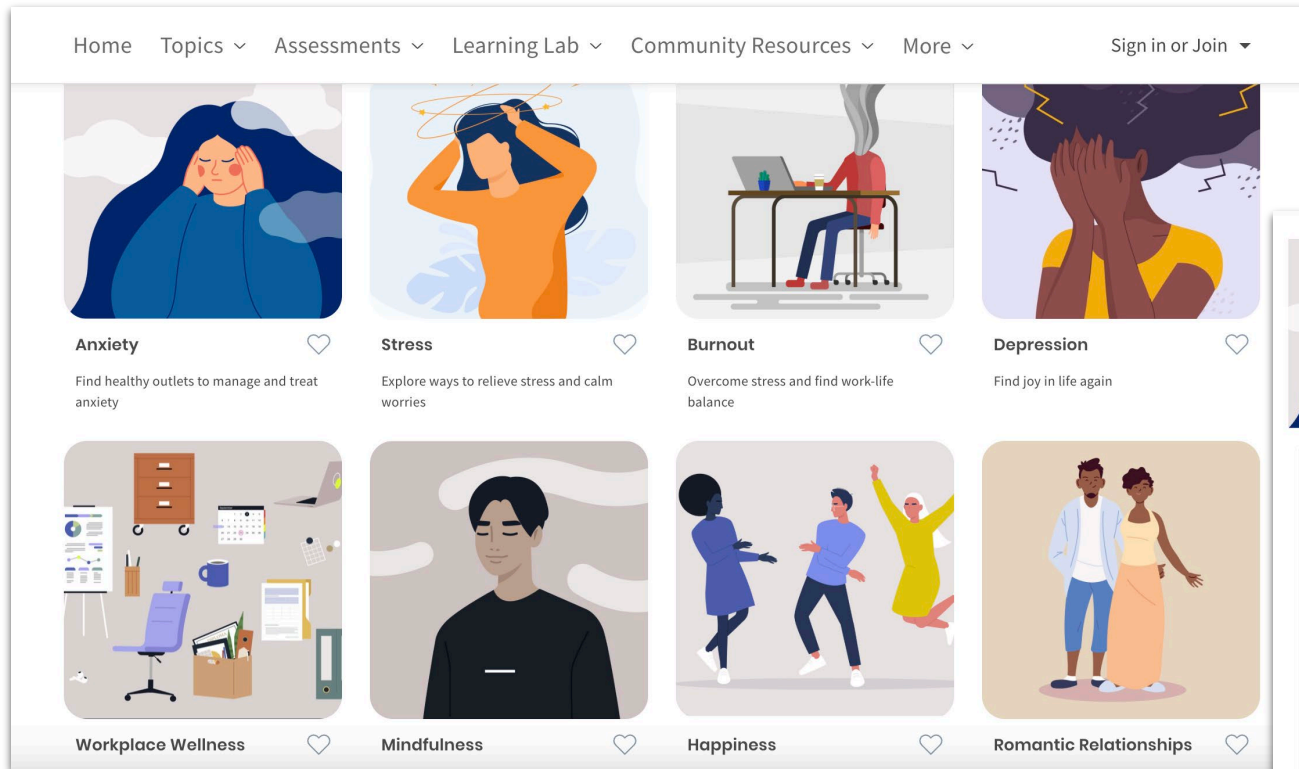 Home Topics Assessments Learning Lab Community Resources More Sign in or Join
Anxiety
Find healthy outlets to manage and treat
anxiety
Stress
Explore ways to relieve stress and calm
worries
Burnout
Overcome stress and find work-life
balance
Depression
Find joy in life again
Workplace Wellness
Mindfulness
Happiness
Romantic Relationships